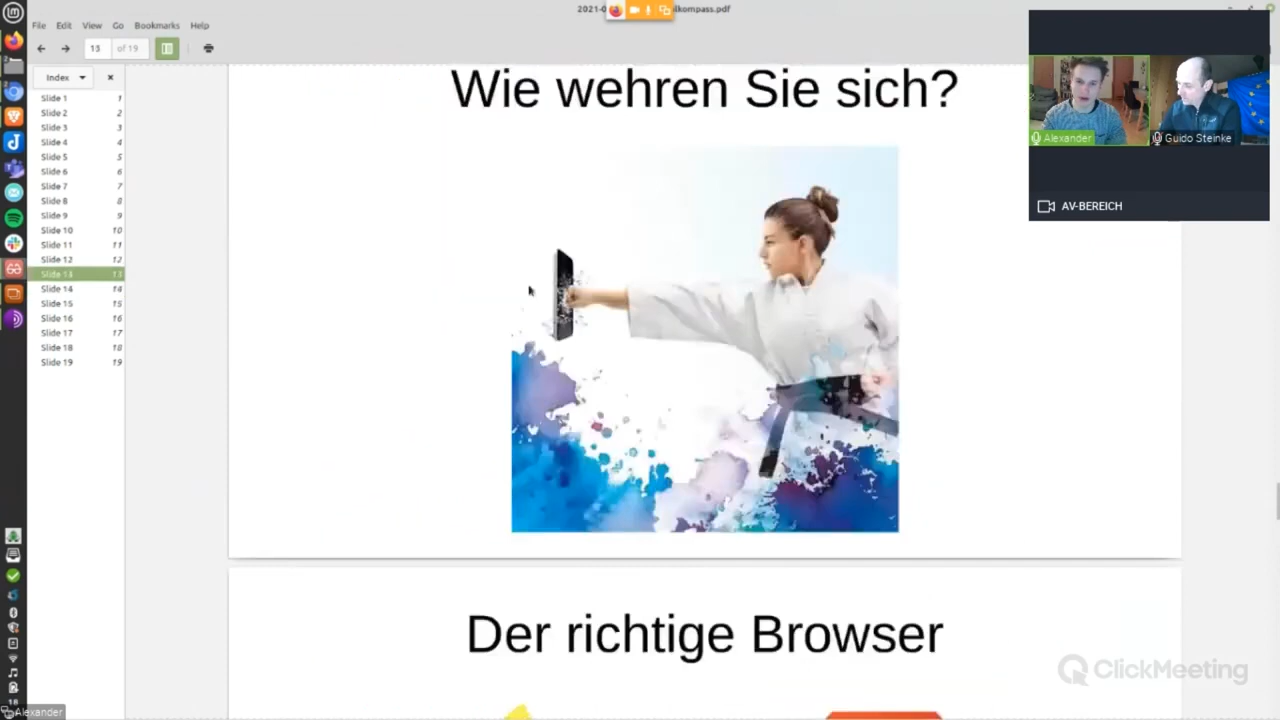 2021-0
lkompass.pdf
File Edit View Go Bookmarks Help
13 of 19
Index
Slide 1 1
Slide 2 2
Slide 3 3
Slide 4 4
Slide 5 5
Slide 6 6
Slide 7 7
Slide 8 8
Slide 9 9
Slide 10 10
Slide 11 11
Slide 12 12
Slide 13 13
Slide 14 14
Slide 15 15
Slide 16 16
Slide 17 17
Slide 18 18
Slide 19 19
Wie wehren Sie sich?
Der richtige Browser
Alexander
Guido Steinke
AV-BEREICH
ClickMeeting
Alexander